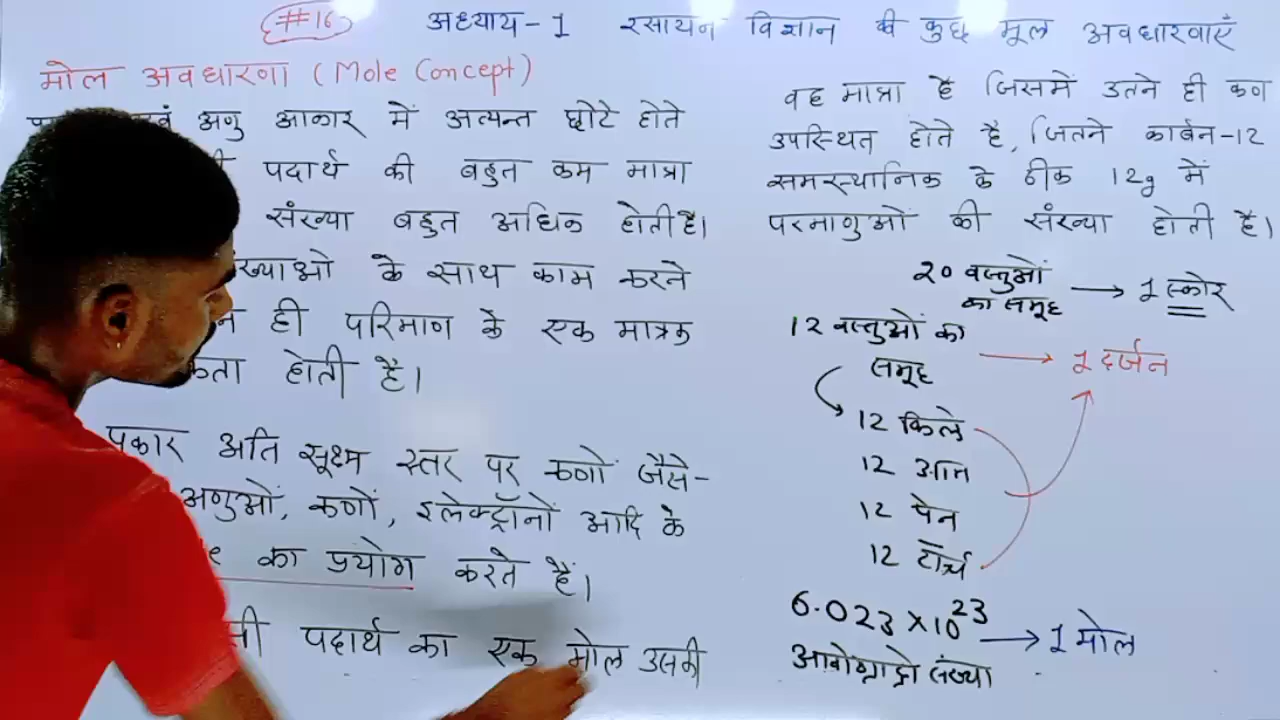 #16
अध्याय-1 रसायन विज्ञान की कुछ मूल अवधारणाएँ
मोल अवधारणा (Mole Concept)
अणु आकार में अत्यन्त छोटे होते
पदार्थ की बहुत कम मात्रा
संख्या बहुत अधिक होती है।
के साथ काम करने
ही परिमाण के एक मात्रक
होती है।
प्रकार अति सूक्ष्म स्तर पर कणों जैसे-
अणुओं, कणों, इलेक्ट्रॉनों आदि के
का प्रयोग करते हैं।
पदार्थ का एक मोल उसकी
वह मात्रा है जिसमें उतने ही कण
उपस्थित होते है, जितने कार्बन-12
समस्थानिक के ठीक 12g में
परमाणुओं की संख्या होती है।
20 वस्तुओं
का समूह → 1 स्कोर
12 वस्तुओं का
समूह → 1 दर्जन
12 किले
12 आम
12 पेन
12 टॉर्च
6.023×10^23 → 1 मोल
आवोगाद्रो संख्या